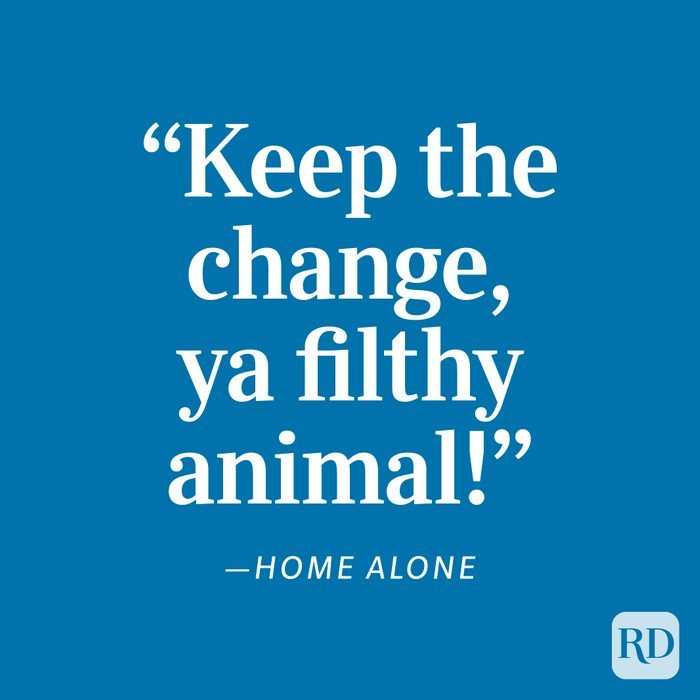 “Keep the
change,
ya filthy
animal!”
—HOME ALONE
RD